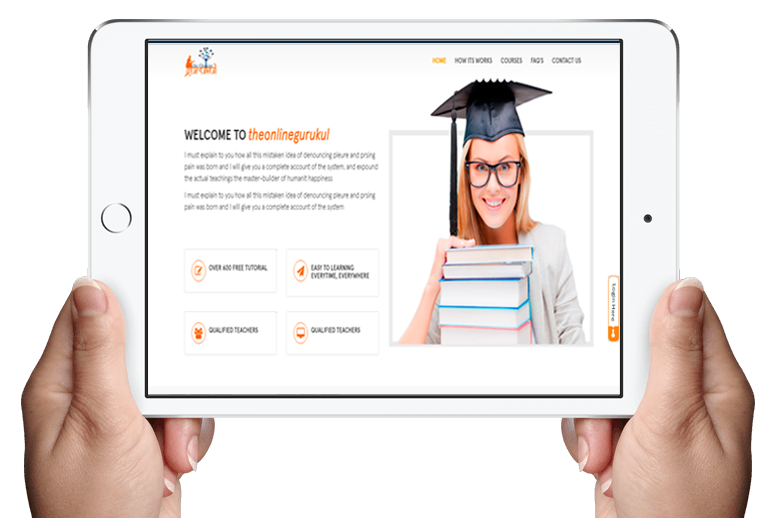 HOME HOW ITS WORKS COURSES FAQ'S CONTACT US
WELCOME TO theonlinegurukul
I must explain to you how all this mistaken idea of denouncing pleure and prsing
pain was born and I will give you a complete account of the system, and expound
the actual teachings the master-builder of humanit happiness
I must explain to you how all this mistaken idea of denouncing pleure and prsing
pain was born and I will give you a complete account of the system
OVER 600 FREE TUTORIAL
EASY TO LEARNING
EVERYTIME, EVERYWHERE
QUALIFIED TEACHERS
QUALIFIED TEACHERS
Login Here